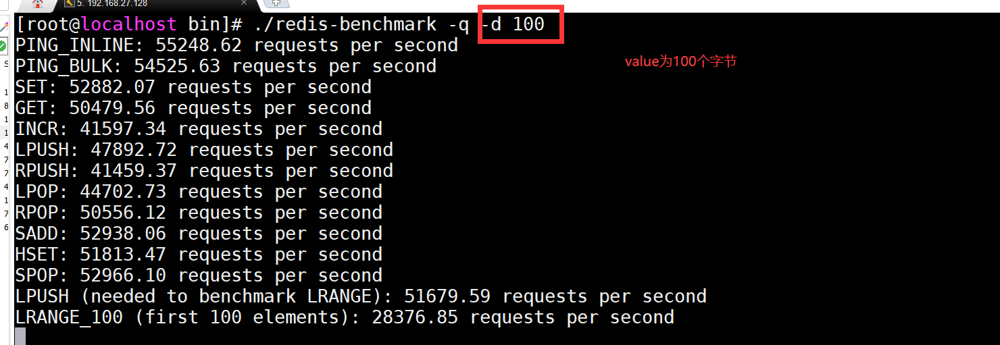 5. 192.168.27.128
[root@localhost bin]# ./redis-benchmark -q -d 100
PING_INLINE: 55248.62 requests per second
value为100个字节
PING_BULK: 54525.63 requests per second
SET: 52882.07 requests per second
GET: 50479.56 requests per second
INCR: 41597.34 requests per second
LPUSH: 47892.72 requests per second
RPUSH: 41459.37 requests per second
LPOP: 44702.73 requests per second
RPOP: 50556.12 requests per second
SADD: 52938.06 requests per second
HSET: 51813.47 requests per second
SPOP: 52966.10 requests per second
LPUSH (needed to benchmark LRANGE): 51679.59 requests per second
LRANGE_100 (first 100 elements): 28376.85 requests per second